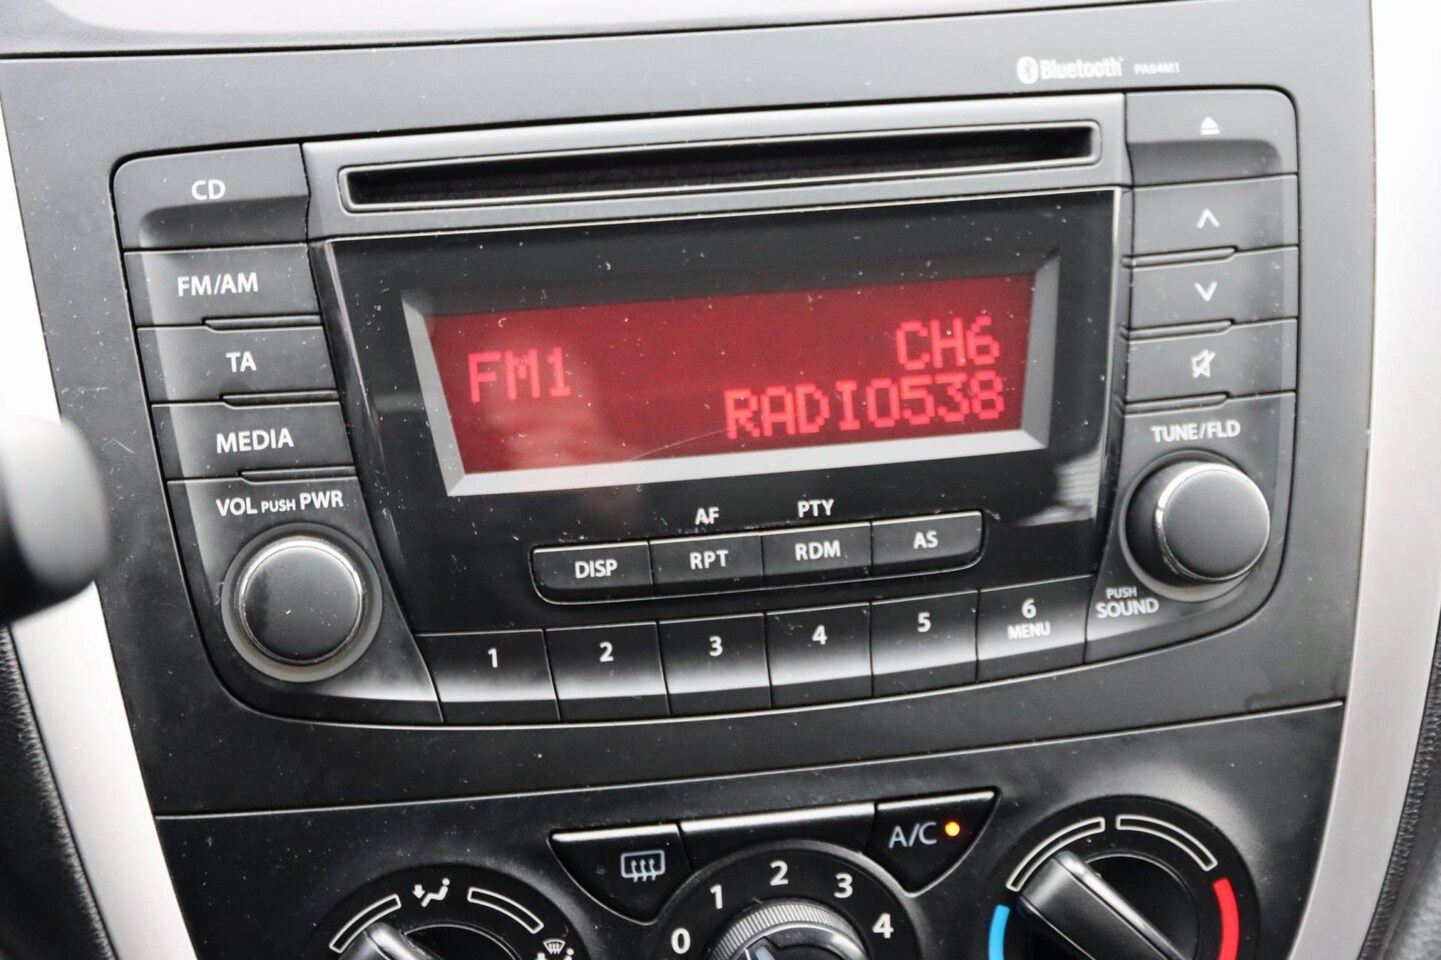 Bluetooth PA84M1
CD
FM/AM
TA
MEDIA
VOL PUSH PWR
FM1
CH6
RADIO538
TUNE/FLD
PUSH
SOUND
AF PTY
DISP RPT RDM AS
1 2 3 4 5 6
MENU
A/C
0 1 2 3 4